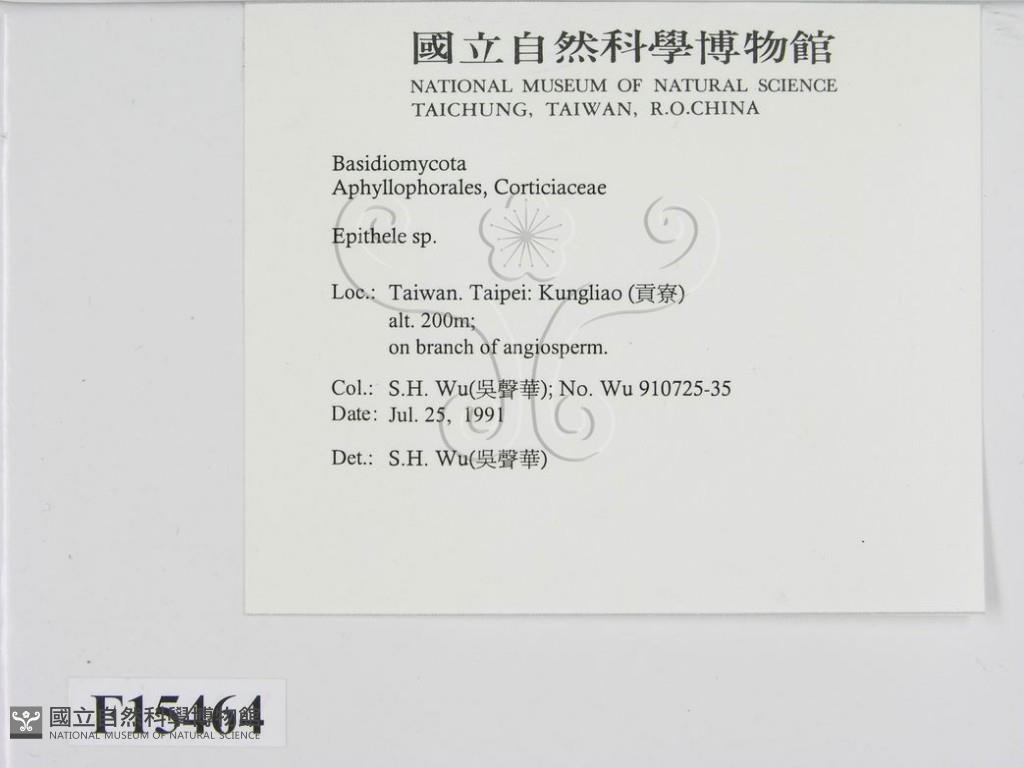 國立自然科學博物館
NATIONAL MUSEUM OF NATURAL SCIENCE
TAICHUNG, TAIWAN, R.O.CHINA
Basidiomycota
Aphyllophorales, Corticiaceae
Epithele sp.
Loc.: Taiwan. Taipei: Kungliao (貢寮)
alt. 200m;
on branch of angiosperm.
Col.: S.H. Wu(吳聲華); No. Wu 910725-35
Date: Jul. 25, 1991
Det.: S.H. Wu(吳聲華)
F15464
國立自然科學博物館
NATIONAL MUSEUM OF NATURAL SCIENCE